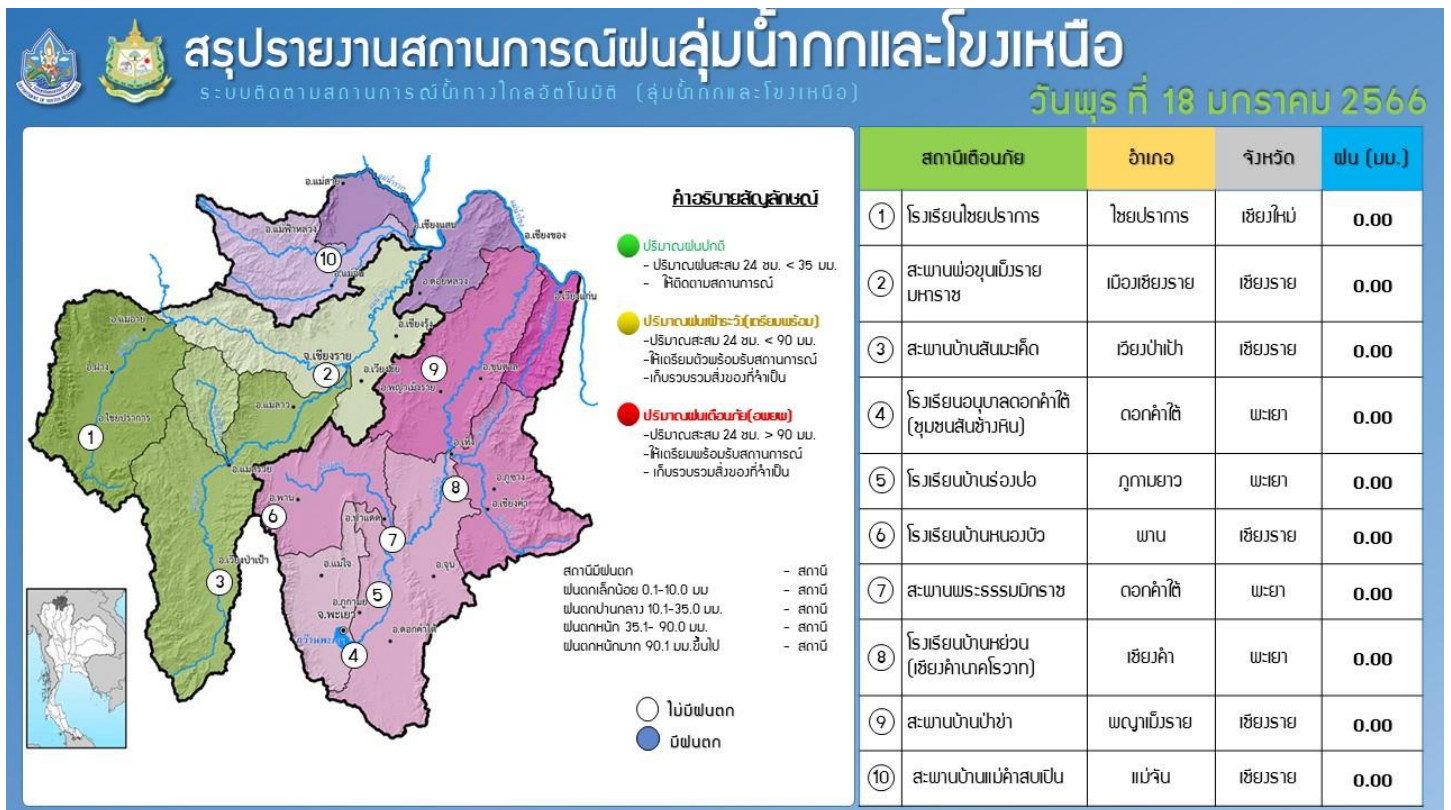 สรุปรายงานสถานการณ์ฝนลุ่มน้ำกกและโขงเหนือ
ระบบติดตามสถานการณ์น้ำทางไกลอัตโนมัติ (ลุ่มน้ำกกและโขงเหนือ)
วันพุธ ที่ 18 มกราคม 2566
อ.แม่สาย
อ.แม่ฟ้าหลวง
อ.เชียงแสน
อ.เชียงของ
10
อ.แม่จัน
อ.ดอยหลวง
อ.เวียงแก่น
อ.แม่อาย
อ.เชียงรุ้ง
จ.เชียงราย
อ.ฝาง
2
อ.เวียงชัย
9
อ.พญาเม็งราย
อ.ขุนตาล
อ.ไชยปราการ
อ.แม่ลาว
1
อ.แม่สรวย
อ.เทิง
8
อ.ภูซาง
อ.พาน
อ.เชียงคำ
6
อ.ป่าแดด
7
อ.เวียงป่าเป้า
อ.แม่ใจ
อ.จุน
3
5
จ.พะเยา
กว๊านพะเยา
อ.ดอกคำใต้
4
คำอธิบายสัญลักษณ์
ปริมาณฝนปกติ
- ปริมาณฝนสะสม 24 ชม. < 35 มม.
- ให้ติดตามสถานการณ์
ปริมาณฝนเฝ้าระวัง(เตรียมพร้อม)
-ปริมาณสะสม 24 ชม. < 90 มม.
-ให้เตรียมตัวพร้อมรับสถานการณ์
-เก็บรวบรวมสิ่งของที่จำเป็น
ปริมาณฝนเตือนภัย(อพยพ)
-ปริมาณสะสม 24 ชม. > 90 มม.
-ให้เตรียมพร้อมรับสถานการณ์
- เก็บรวบรวมสิ่งของที่จำเป็น
สถานีมีฝนตก - สถานี
ฝนตกเล็กน้อย 0.1-10.0 มม - สถานี
ฝนตกปานกลาง 10.1-35.0 มม. - สถานี
ฝนตกหนัก 35.1- 90.0 มม. - สถานี
ฝนตกหนักมาก 90.1 มม.ขึ้นไป - สถานี
ไม่มีฝนตก
มีฝนตก
สถานีเตือนภัย อำเภอ จังหวัด ฝน (มม.)
1 โรงเรียนไชยปราการ ไชยปราการ เชียงใหม่ 0.00
2 สะพานพ่อขุนเม็งราย
มหาราช เมืองเชียงราย เชียงราย 0.00
3 สะพานบ้านสันมะเค็ด เวียงป่าเป้า เชียงราย 0.00
4 โรงเรียนอนุบาลดอกคำใต้
(ชุมชนสันช้างหิน) ดอกคำใต้ พะเยา 0.00
5 โรงเรียนบ้านร่องปอ ภูกามยาว พะเยา 0.00
6 โรงเรียนบ้านหนองบัว พาน เชียงราย 0.00
7 สะพานพระธรรมมิกราช ดอกคำใต้ พะเยา 0.00
8 โรงเรียนบ้านหย่วน
(เชียงคำนาคโรวาท) เชียงคำ พะเยา 0.00
9 สะพานบ้านป่าข่า พญาเม็งราย เชียงราย 0.00
10 สะพานบ้านแม่คำสบเปิน แม่จัน เชียงราย 0.00